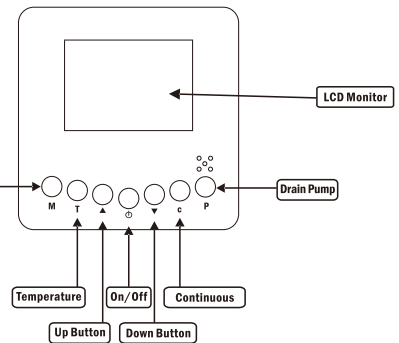 LCD Monitor
Drain Pump
M T c P
Temperature On/Off Continuous
Up Button Down Button